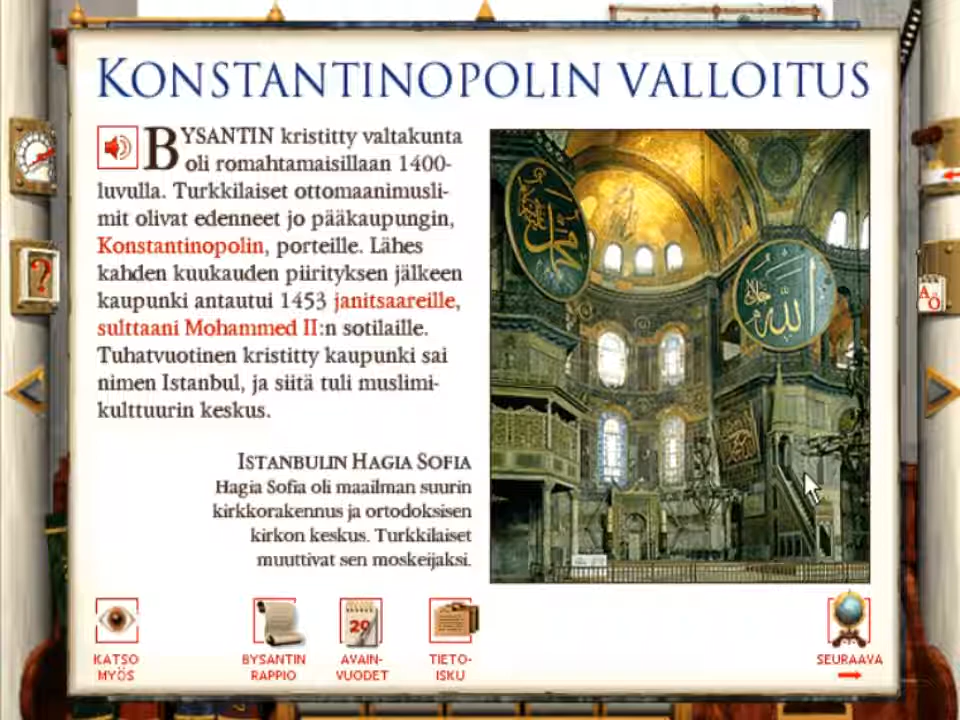 KONSTANTINOPOLIN VALLOITUS
BYSANTIN kristitty valtakunta
oli romahtamaisillaan 1400-
luvulla. Turkkilaiset ottomaanimusli-
mit olivat edenneet jo pääkaupungin,
Konstantinopolin, porteille. Lähes
kahden kuukauden piirityksen jälkeen
kaupunki antautui 1453 janitsaareille,
sulttaani Mohammed II:n sotilaille.
Tuhatvuotinen kristitty kaupunki sai
nimen Istanbul, ja siitä tuli muslimi-
kulttuurin keskus.
ISTANBULIN HAGIA SOFIA
Hagia Sofia oli maailman suurin
kirkkorakennus ja ortodoksisen
kirkon keskus. Turkkilaiset
muuttivat sen moskeijaksi.
?
A
Ö
29
KATSO
MYÖS
BYSANTIN
RAPPIO
AVAIN-
VUODET
TIETO-
ISKU
SEURAAVA